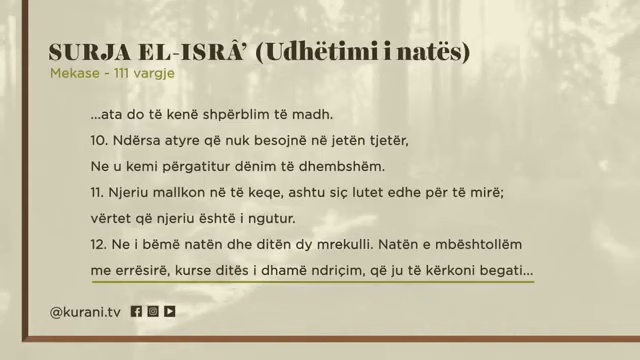 SURJA EL-ISRÂ’ (Udhëtimi i natës)
Mekase - 111 vargje
...ata do të kenë shpërblim të madh.
10. Ndërsa atyre që nuk besojnë në jetën tjetër,
Ne u kemi përgatitur dënim të dhembshëm.
11. Njeriu mallkon në të keqe, ashtu siç lutet edhe për të mirë;
vërtet që njeriu është i ngutur.
12. Ne i bëmë natën dhe ditën dy mrekulli. Natën e mbështollëm
me errësirë, kurse ditës i dhamë ndriçim, që ju të kërkoni begati...
@kurani.tv